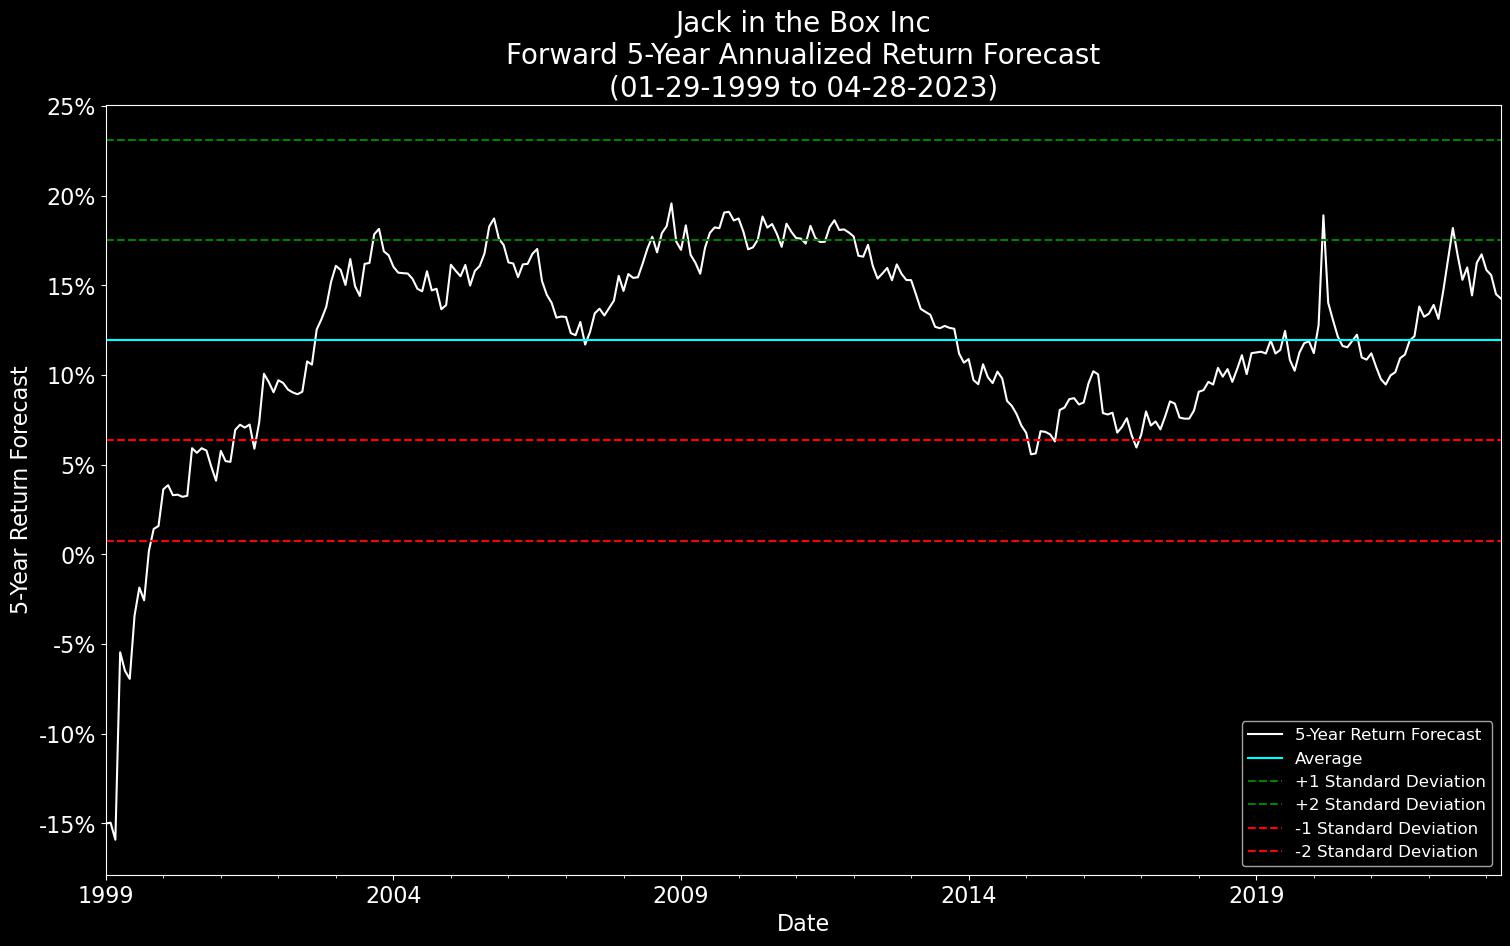 Jack in the Box Inc
Forward 5-Year Annualized Return Forecast
(01-29-1999 to 04-28-2023)
25%
20%
15%
10%
5%
0%
-5%
-10%
-15%
5-Year Return Forecast
1999
2004
2009
2014
2019
Date
5-Year Return Forecast
Average
+1 Standard Deviation
+2 Standard Deviation
-1 Standard Deviation
-2 Standard Deviation